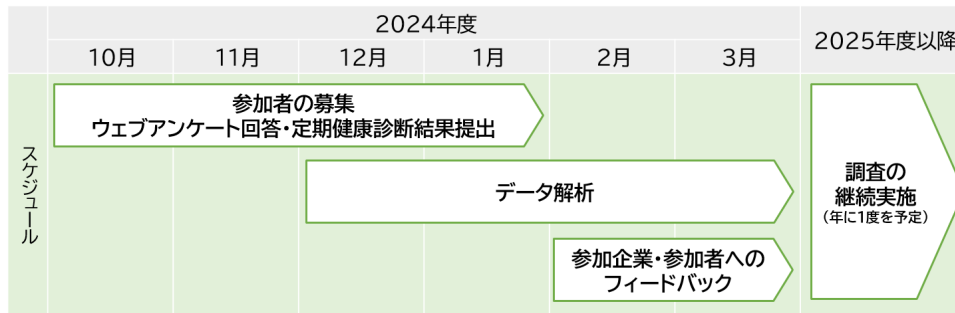 2024年度
2025年度以降
10月
11月
12月
1月
2月
3月
スケジュール
参加者の募集
ウェブアンケート回答・定期健康診断結果提出
データ解析
参加企業・参加者への
フィードバック
調査の
継続実施
(年に1度を予定)